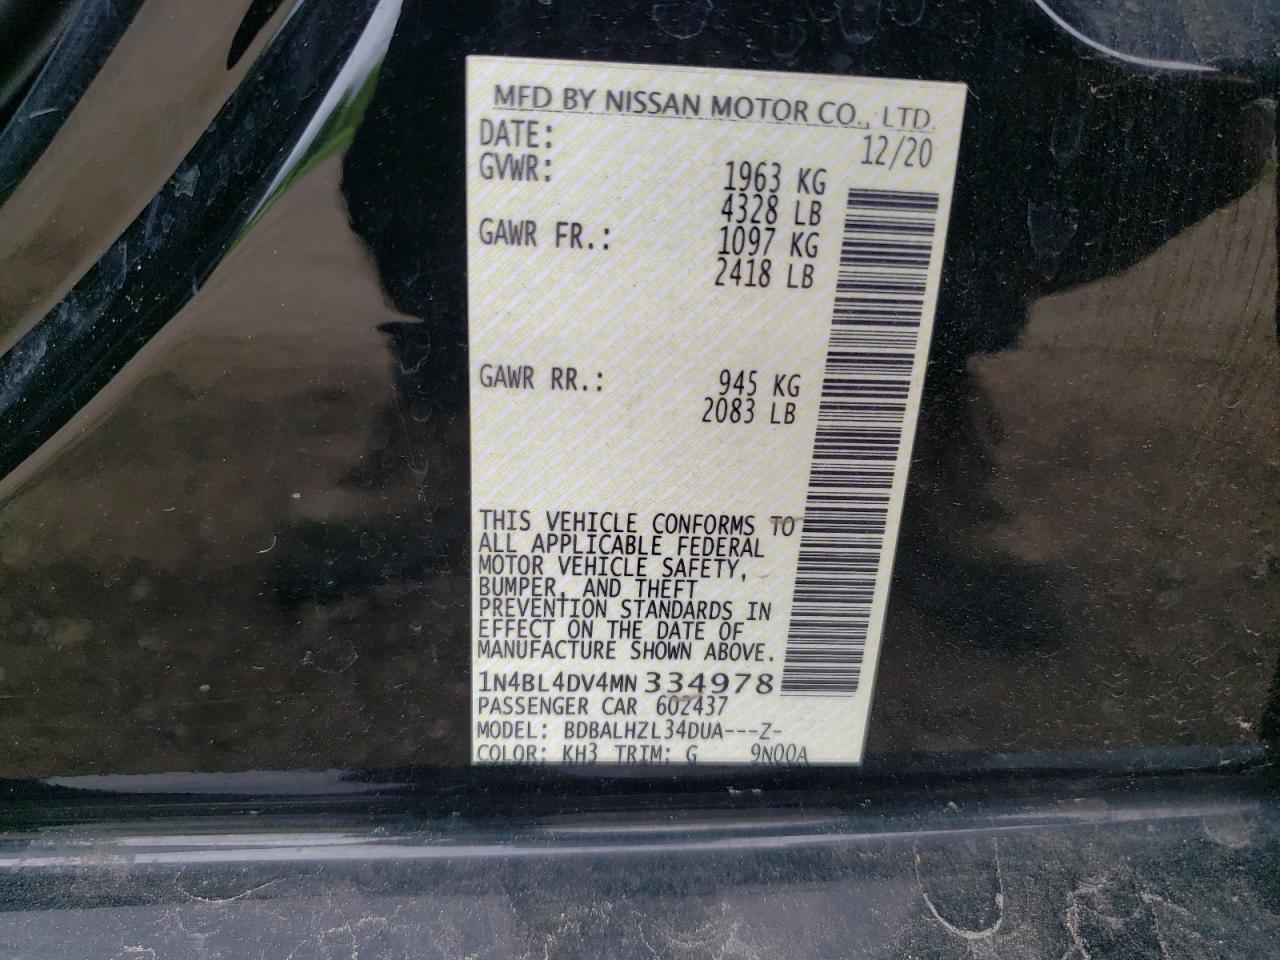 MFD BY NISSAN MOTOR CO., LTD.
DATE: 12/20
GVWR: 1963 KG
4328 LB
GAWR FR.: 1097 KG
2418 LB
GAWR RR.: 945 KG
2083 LB
THIS VEHICLE CONFORMS TO
ALL APPLICABLE FEDERAL
MOTOR VEHICLE SAFETY,
BUMPER, AND THEFT
PREVENTION STANDARDS IN
EFFECT ON THE DATE OF
MANUFACTURE SHOWN ABOVE.
1N4BL4DV4MN334978
PASSENGER CAR 602437
MODEL: BDBALHZL34DUA---Z-
COLOR: KH3 TRIM: G 9N00A